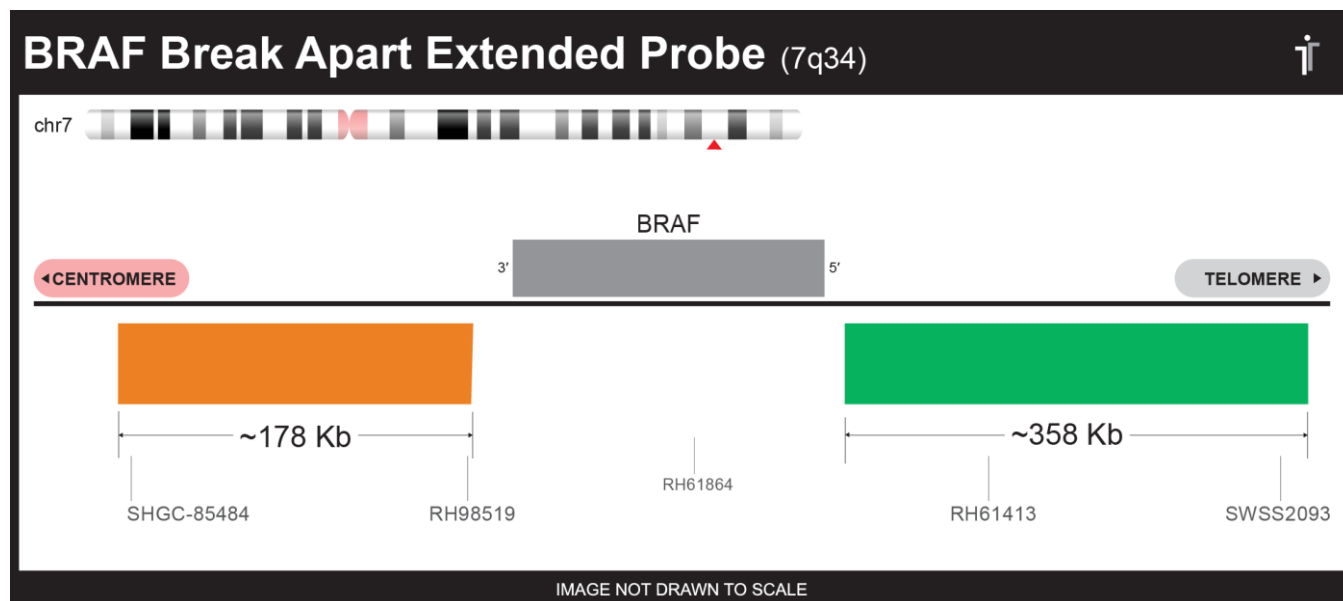 BRAF Break Apart Extended Probe (7q34)
chr7
BRAF
3′ 5′
CENTROMERE TELOMERE
~178 Kb ~358 Kb
RH61864
SHGC-85484 RH98519 RH61413 SWSS2093
IMAGE NOT DRAWN TO SCALE